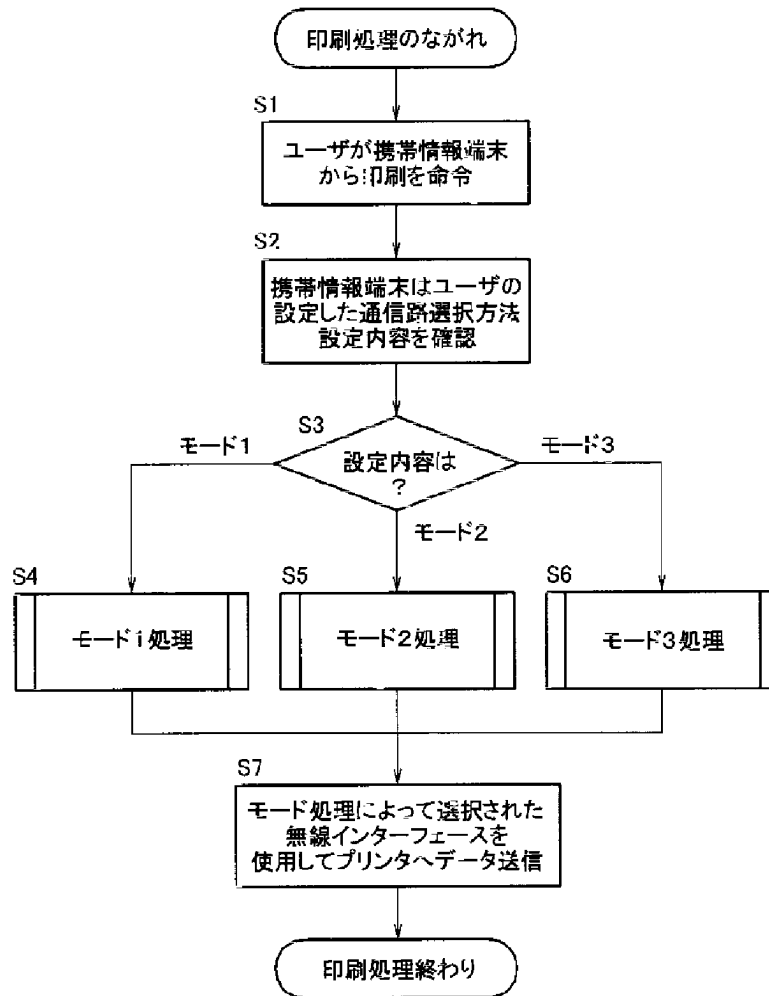 印刷処理のながれ
S1
ユーザが携帯情報端末
から印刷を命令
S2
携帯情報端末はユーザの
設定した通信路選択方法
設定内容を確認
S3
設定内容は
?
モード1
モード3
モード2
S4
モード1処理
S5
モード2処理
S6
モード3処理
S7
モード処理によって選択された
無線インターフェースを
使用してプリンタへデータ送信
印刷処理終わり